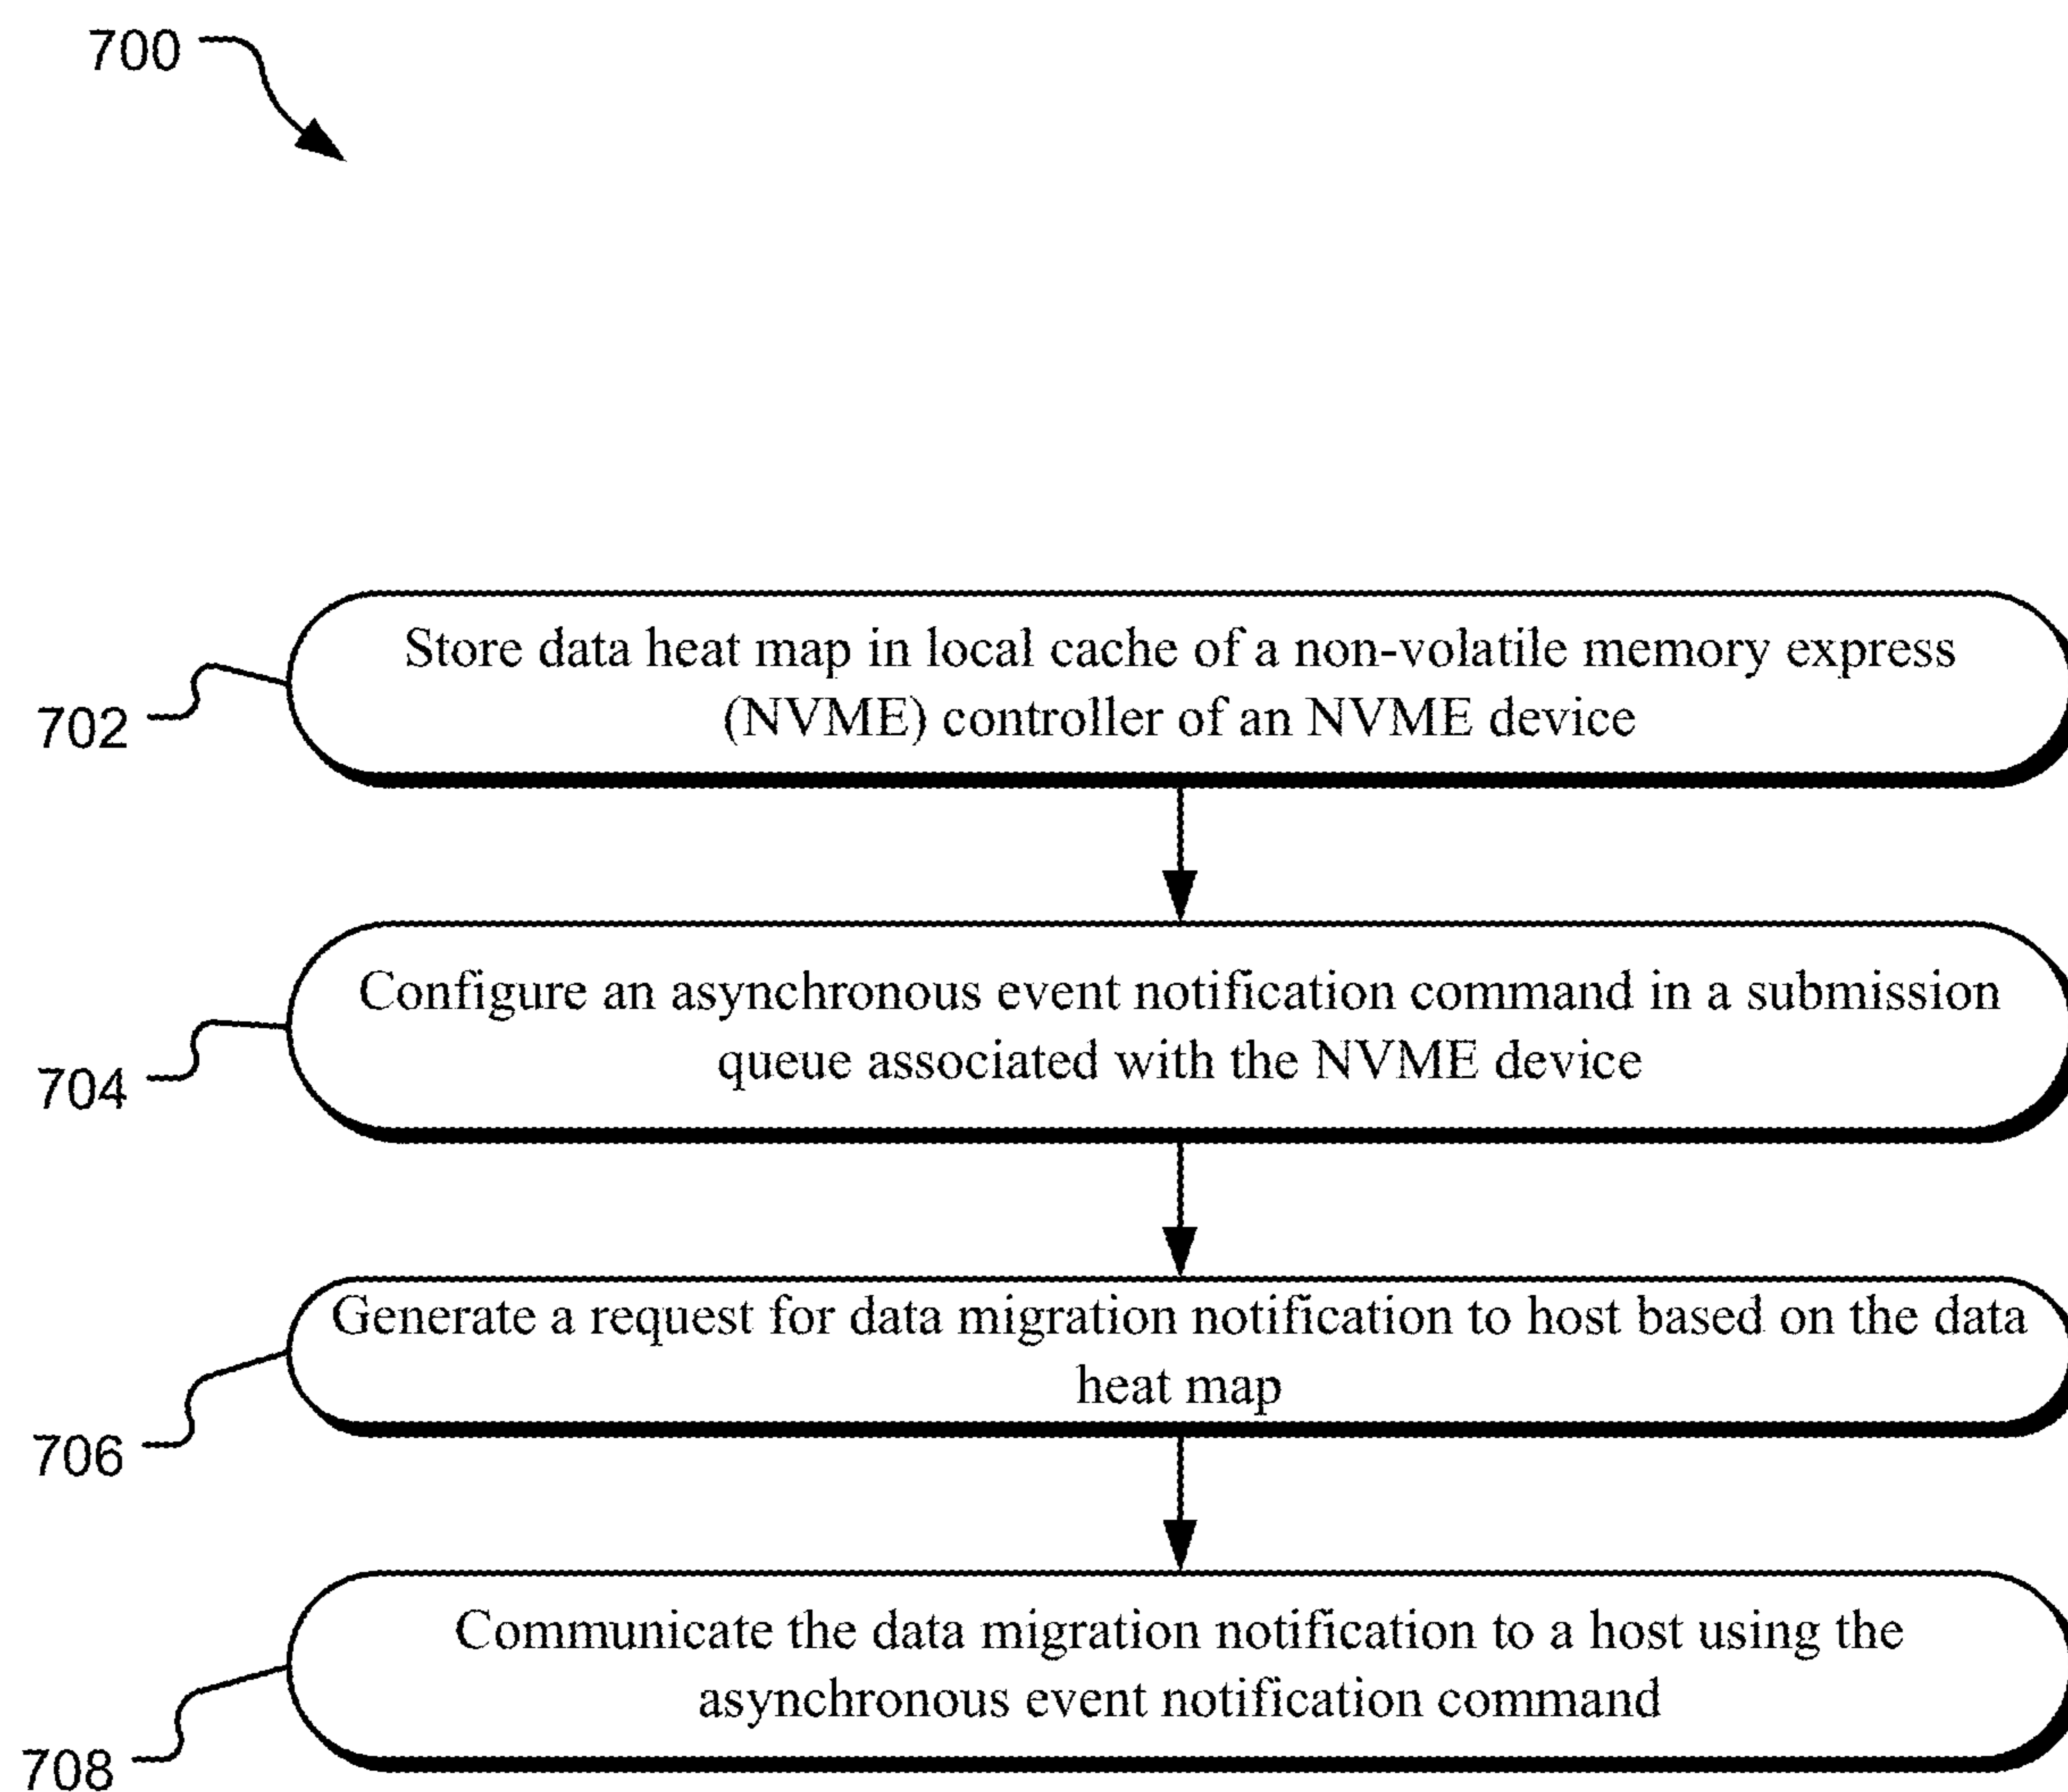 700
Store data heat map in local cache of a non-volatile memory express
(NVME) controller of an NVME device
702
Configure an asynchronous event notification command in a submission
queue associated with the NVME device
704
Generate a request for data migration notification to host based on the data
heat map
706
Communicate the data migration notification to a host using the
asynchronous event notification command
708